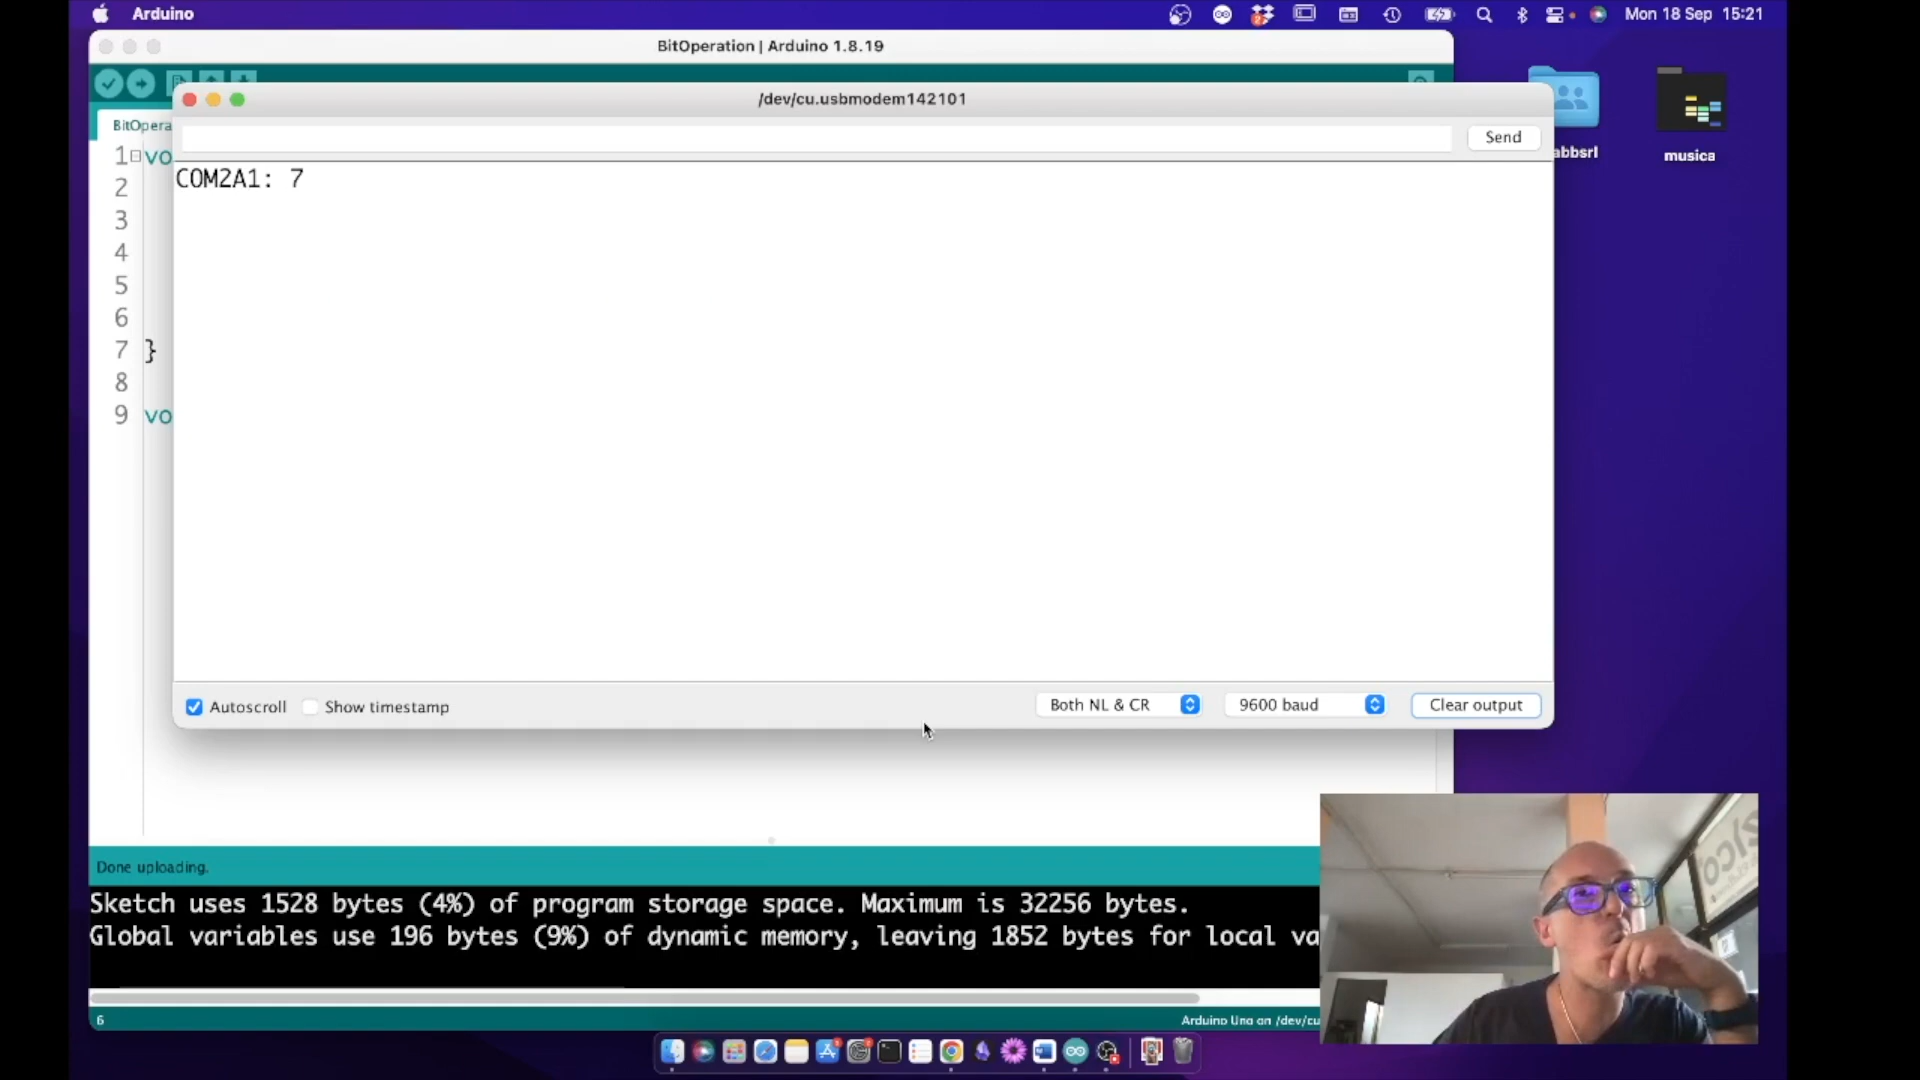 Arduino
Mon 18 Sep 15:21
BitOperation | Arduino 1.8.19
/dev/cu.usbmodem142101
BitOpera
Send
1 vo
COM2A1: 7
2
3
4
5
6
7 }
8
9 vo
abbsrl
musica
Autoscroll
Show timestamp
Both NL & CR
9600 baud
Clear output
Done uploading.
Sketch uses 1528 bytes (4%) of program storage space. Maximum is 32256 bytes.
Global variables use 196 bytes (9%) of dynamic memory, leaving 1852 bytes for local va
6
Arduino Uno on /dev/cu